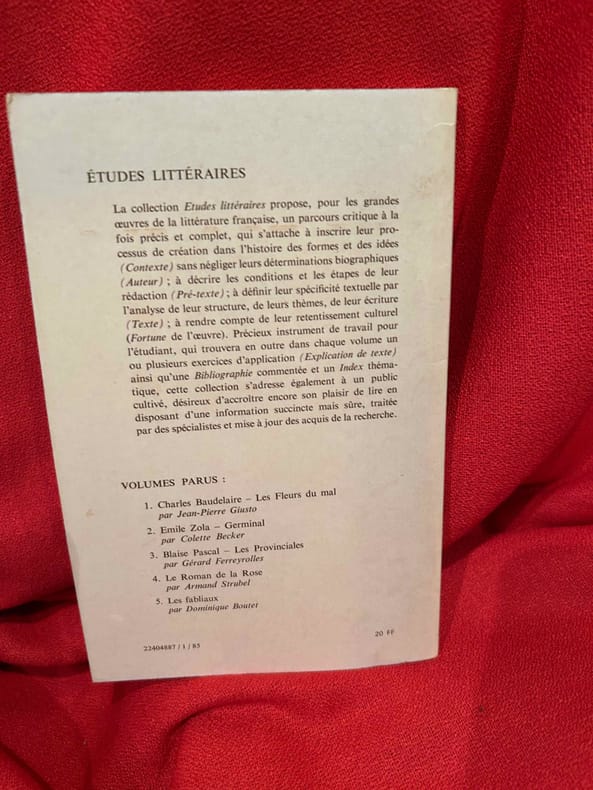 ÉTUDES LITTÉRAIRES
La collection Etudes littéraires propose, pour les grandes
œuvres de la littérature française, un parcours critique à la
fois précis et complet, qui s'attache à inscrire leur pro-
cessus de création dans l'histoire des formes et des idées
(Contexte) sans négliger leurs déterminations biographiques
(Auteur) ; à décrire les conditions et les étapes de leur
rédaction (Pré-texte) ; à définir leur spécificité textuelle par
l'analyse de leur structure, de leurs thèmes, de leur écriture
(Texte) ; à rendre compte de leur retentissement culturel
(Fortune de l'œuvre). Précieux instrument de travail pour
l'étudiant, qui trouvera en outre dans chaque volume un
ou plusieurs exercices d'application (Explication de texte)
ainsi qu'une Bibliographie commentée et un Index théma-
tique, cette collection s'adresse également à un public
cultivé, désireux d'accroître encore son plaisir de lire en
disposant d'une information succincte mais sûre, traitée
par des spécialistes et mise à jour des acquis de la recherche.
VOLUMES PARUS :
1. Charles Baudelaire – Les Fleurs du mal
par Jean-Pierre Giusto
2. Emile Zola – Germinal
par Colette Becker
3. Blaise Pascal – Les Provinciales
par Gérard Ferreyrolles
4. Le Roman de la Rose
par Armand Strubel
5. Les fabliaux
par Dominique Boutet
22404887 / 1 / 85
20 FF